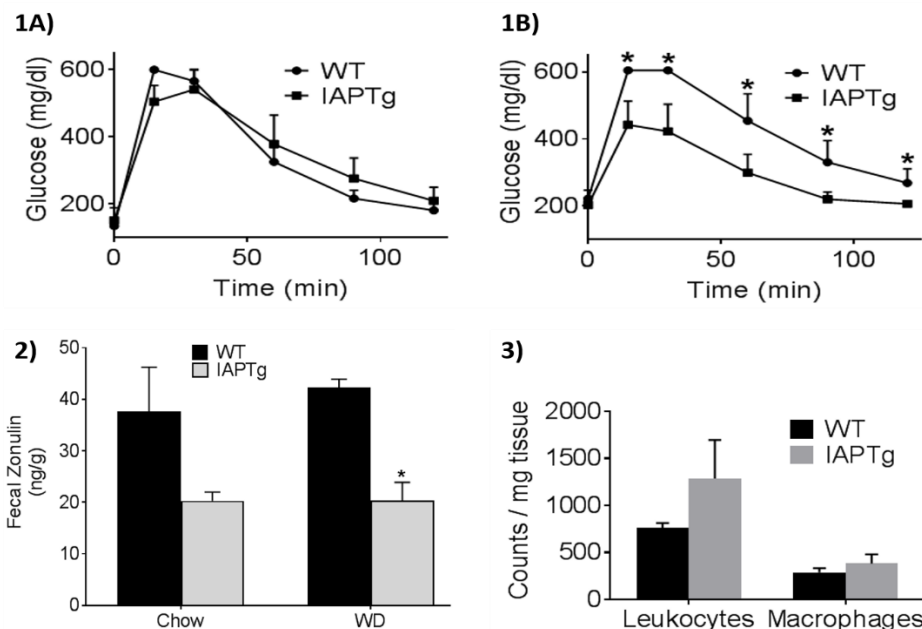 1A)
Glucose (mg/dl)
600
400
200
0
50
100
Time (min)
WT
IAPTg
1B)
Glucose (mg/dl)
600
400
200
0
50
100
Time (min)
WT
IAPTg
* * * * *
2)
Fecal Zonulin
(ng/g)
50
40
30
20
10
0
WT
IAPTg
*
Chow WD
3)
Counts / mg tissue
2000
1500
1000
500
0
WT
IAPTg
Leukocytes Macrophages